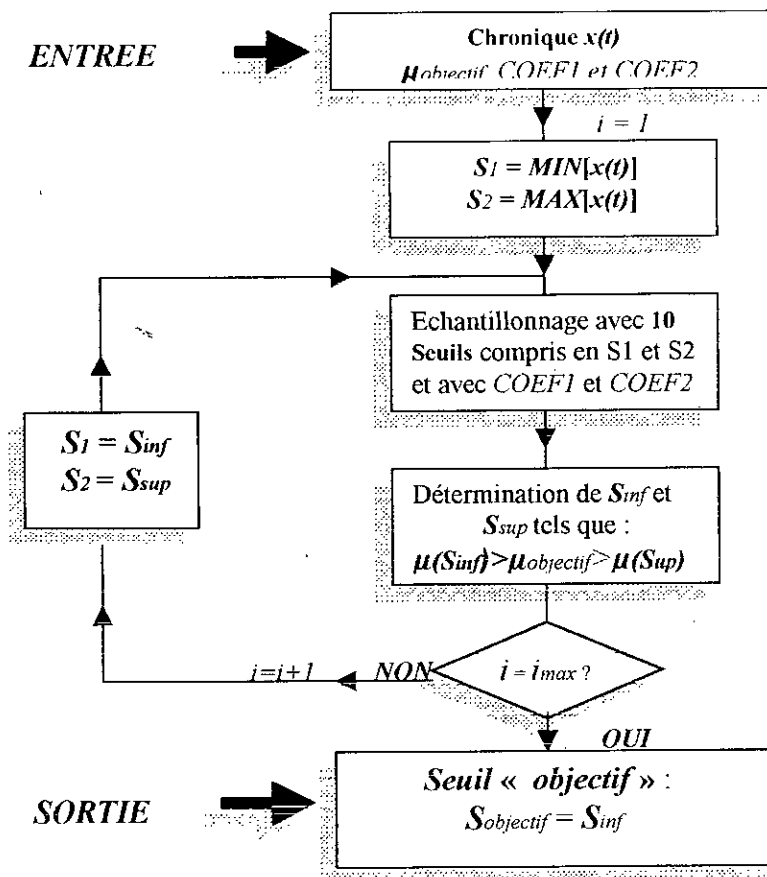 ENTREE
Chronique x(t)
μobjectif, COEF1 et COEF2
i = 1
S1 = MIN[x(t)]
S2 = MAX[x(t)]
Echantillonnage avec 10
Seuils compris en S1 et S2
et avec COEF1 et COEF2
S1 = Sinf
S2 = Ssup
Détermination de Sinf et
Ssup tels que :
μ(Sinf)>μobjectif>μ(Sup)
i=i+1
NON
i = imax ?
OUI
SORTIE
Seuil « objectif » :
Sobjectif = Sinf